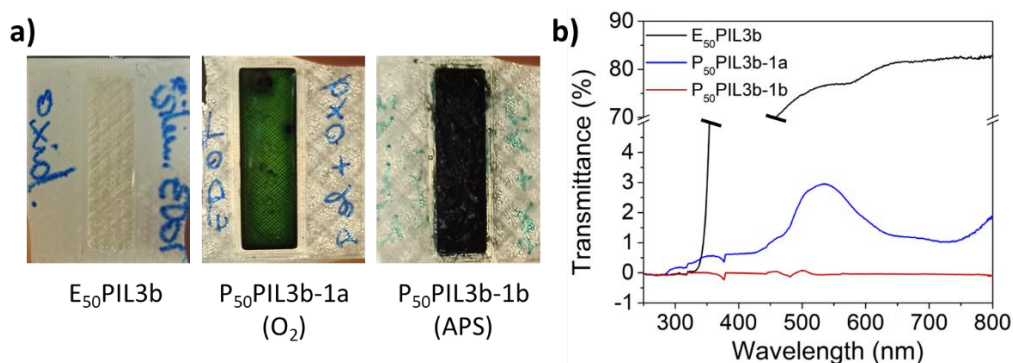 a)
oxid.
E₅₀PIL3b
P₅₀PIL3b-1a
(O₂)
P₅₀PIL3b-1b
(APS)
b)
E₅₀PIL3b
P₅₀PIL3b-1a
P₅₀PIL3b-1b
Transmittance (%)
90
80
70
4
3
2
1
0
-1
300
400
500
600
700
800
Wavelength (nm)